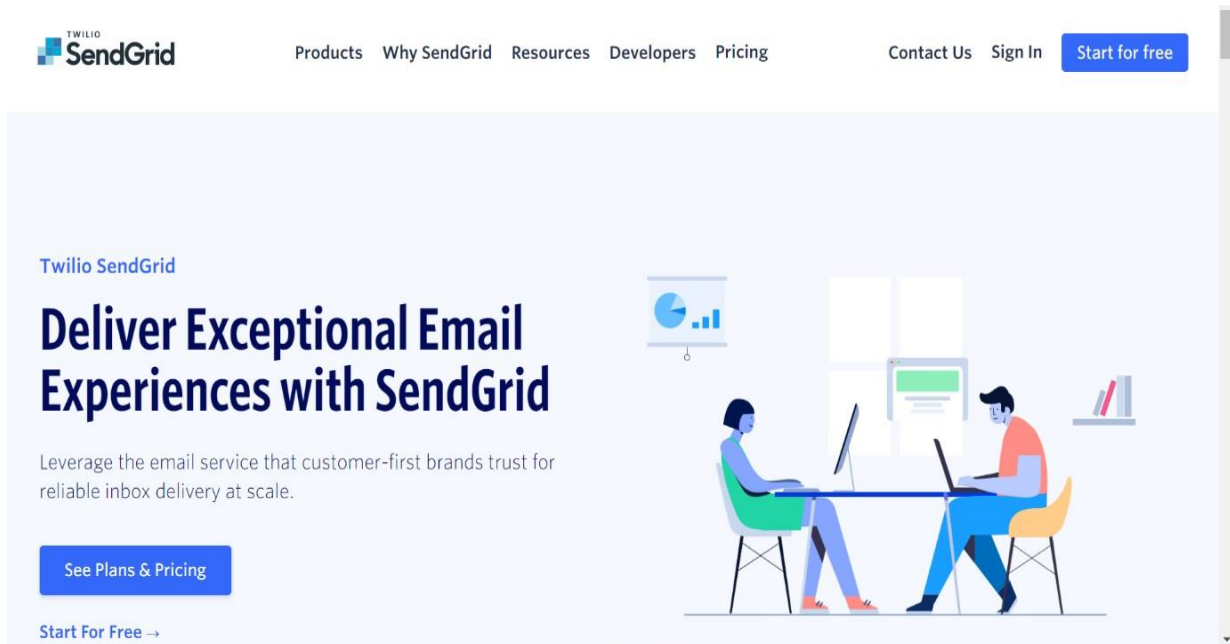 TWILIO
SendGrid
Products Why SendGrid Resources Developers Pricing Contact Us Sign In Start for free
Twilio SendGrid
Deliver Exceptional Email
Experiences with SendGrid
Leverage the email service that customer-first brands trust for
reliable inbox delivery at scale.
See Plans & Pricing
Start For Free →